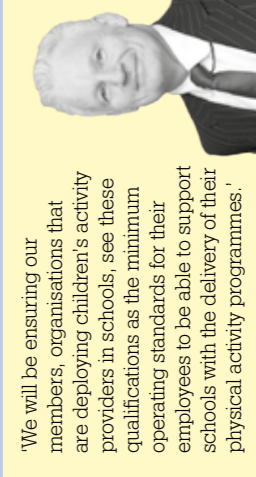 'We will be ensuring our
members, organisations that
are deploying children's activity
providers in schools, see these
qualifications as the minimum
operating standards for their
employees to be able to support
schools with the delivery of their
physical activity programmes.'